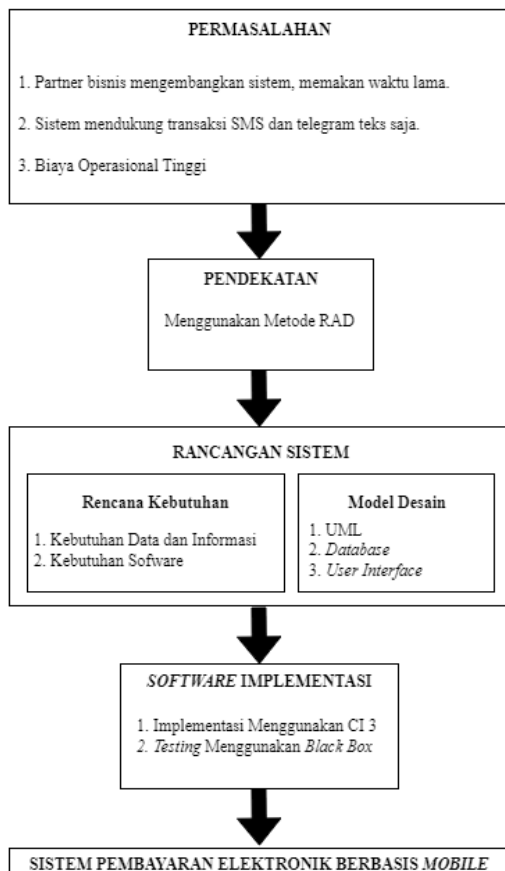 PERMASALAHAN
1. Partner bisnis mengembangkan sistem, memakan waktu lama.
2. Sistem mendukung transaksi SMS dan telegram teks saja.
3. Biaya Operasional Tinggi
PENDEKATAN
Menggunakan Metode RAD
RANCANGAN SISTEM
Rencana Kebutuhan
1. Kebutuhan Data dan Informasi
2. Kebutuhan Sofware
Model Desain
1. UML
2. Database
3. User Interface
SOFTWARE IMPLEMENTASI
1. Implementasi Menggunakan CI 3
2. Testing Menggunakan Black Box
SISTEM PEMBAYARAN ELEKTRONIK BERBASIS MOBILE